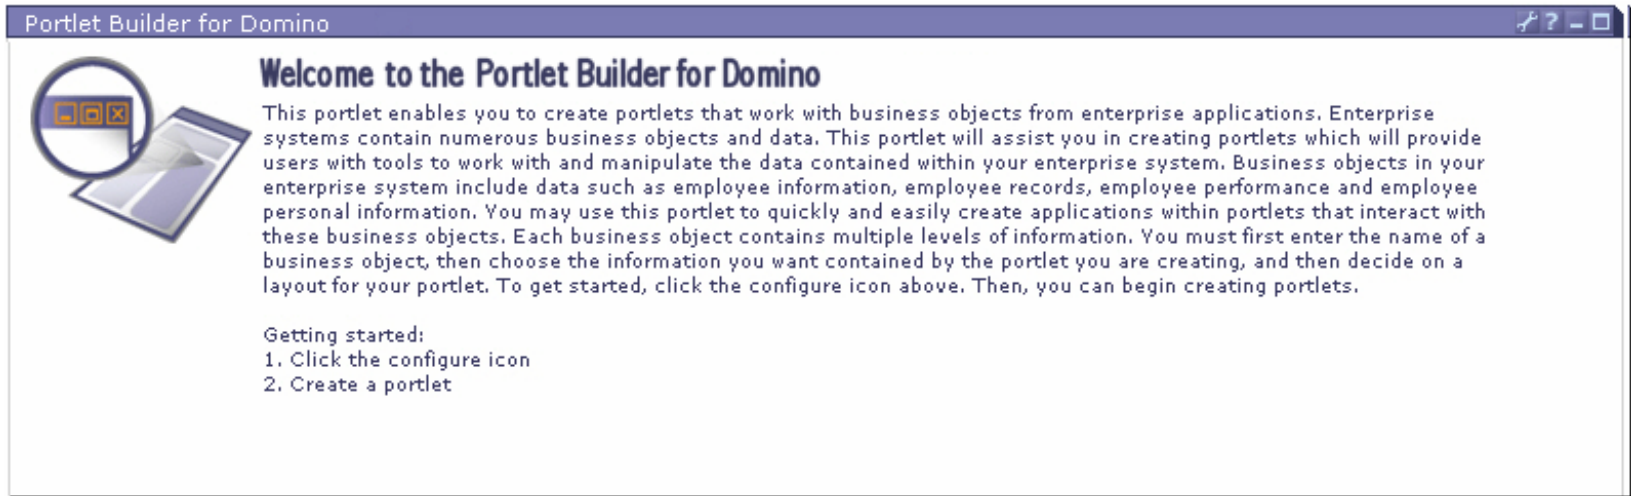 Portlet Builder for Domino
Welcome to the Portlet Builder for Domino
This portlet enables you to create portlets that work with business objects from enterprise applications. Enterprise
systems contain numerous business objects and data. This portlet will assist you in creating portlets which will provide
users with tools to work with and manipulate the data contained within your enterprise system. Business objects in your
enterprise system include data such as employee information, employee records, employee performance and employee
personal information. You may use this portlet to quickly and easily create applications within portlets that interact with
these business objects. Each business object contains multiple levels of information. You must first enter the name of a
business object, then choose the information you want contained by the portlet you are creating, and then decide on a
layout for your portlet. To get started, click the configure icon above. Then, you can begin creating portlets.
Getting started:
1. Click the configure icon
2. Create a portlet